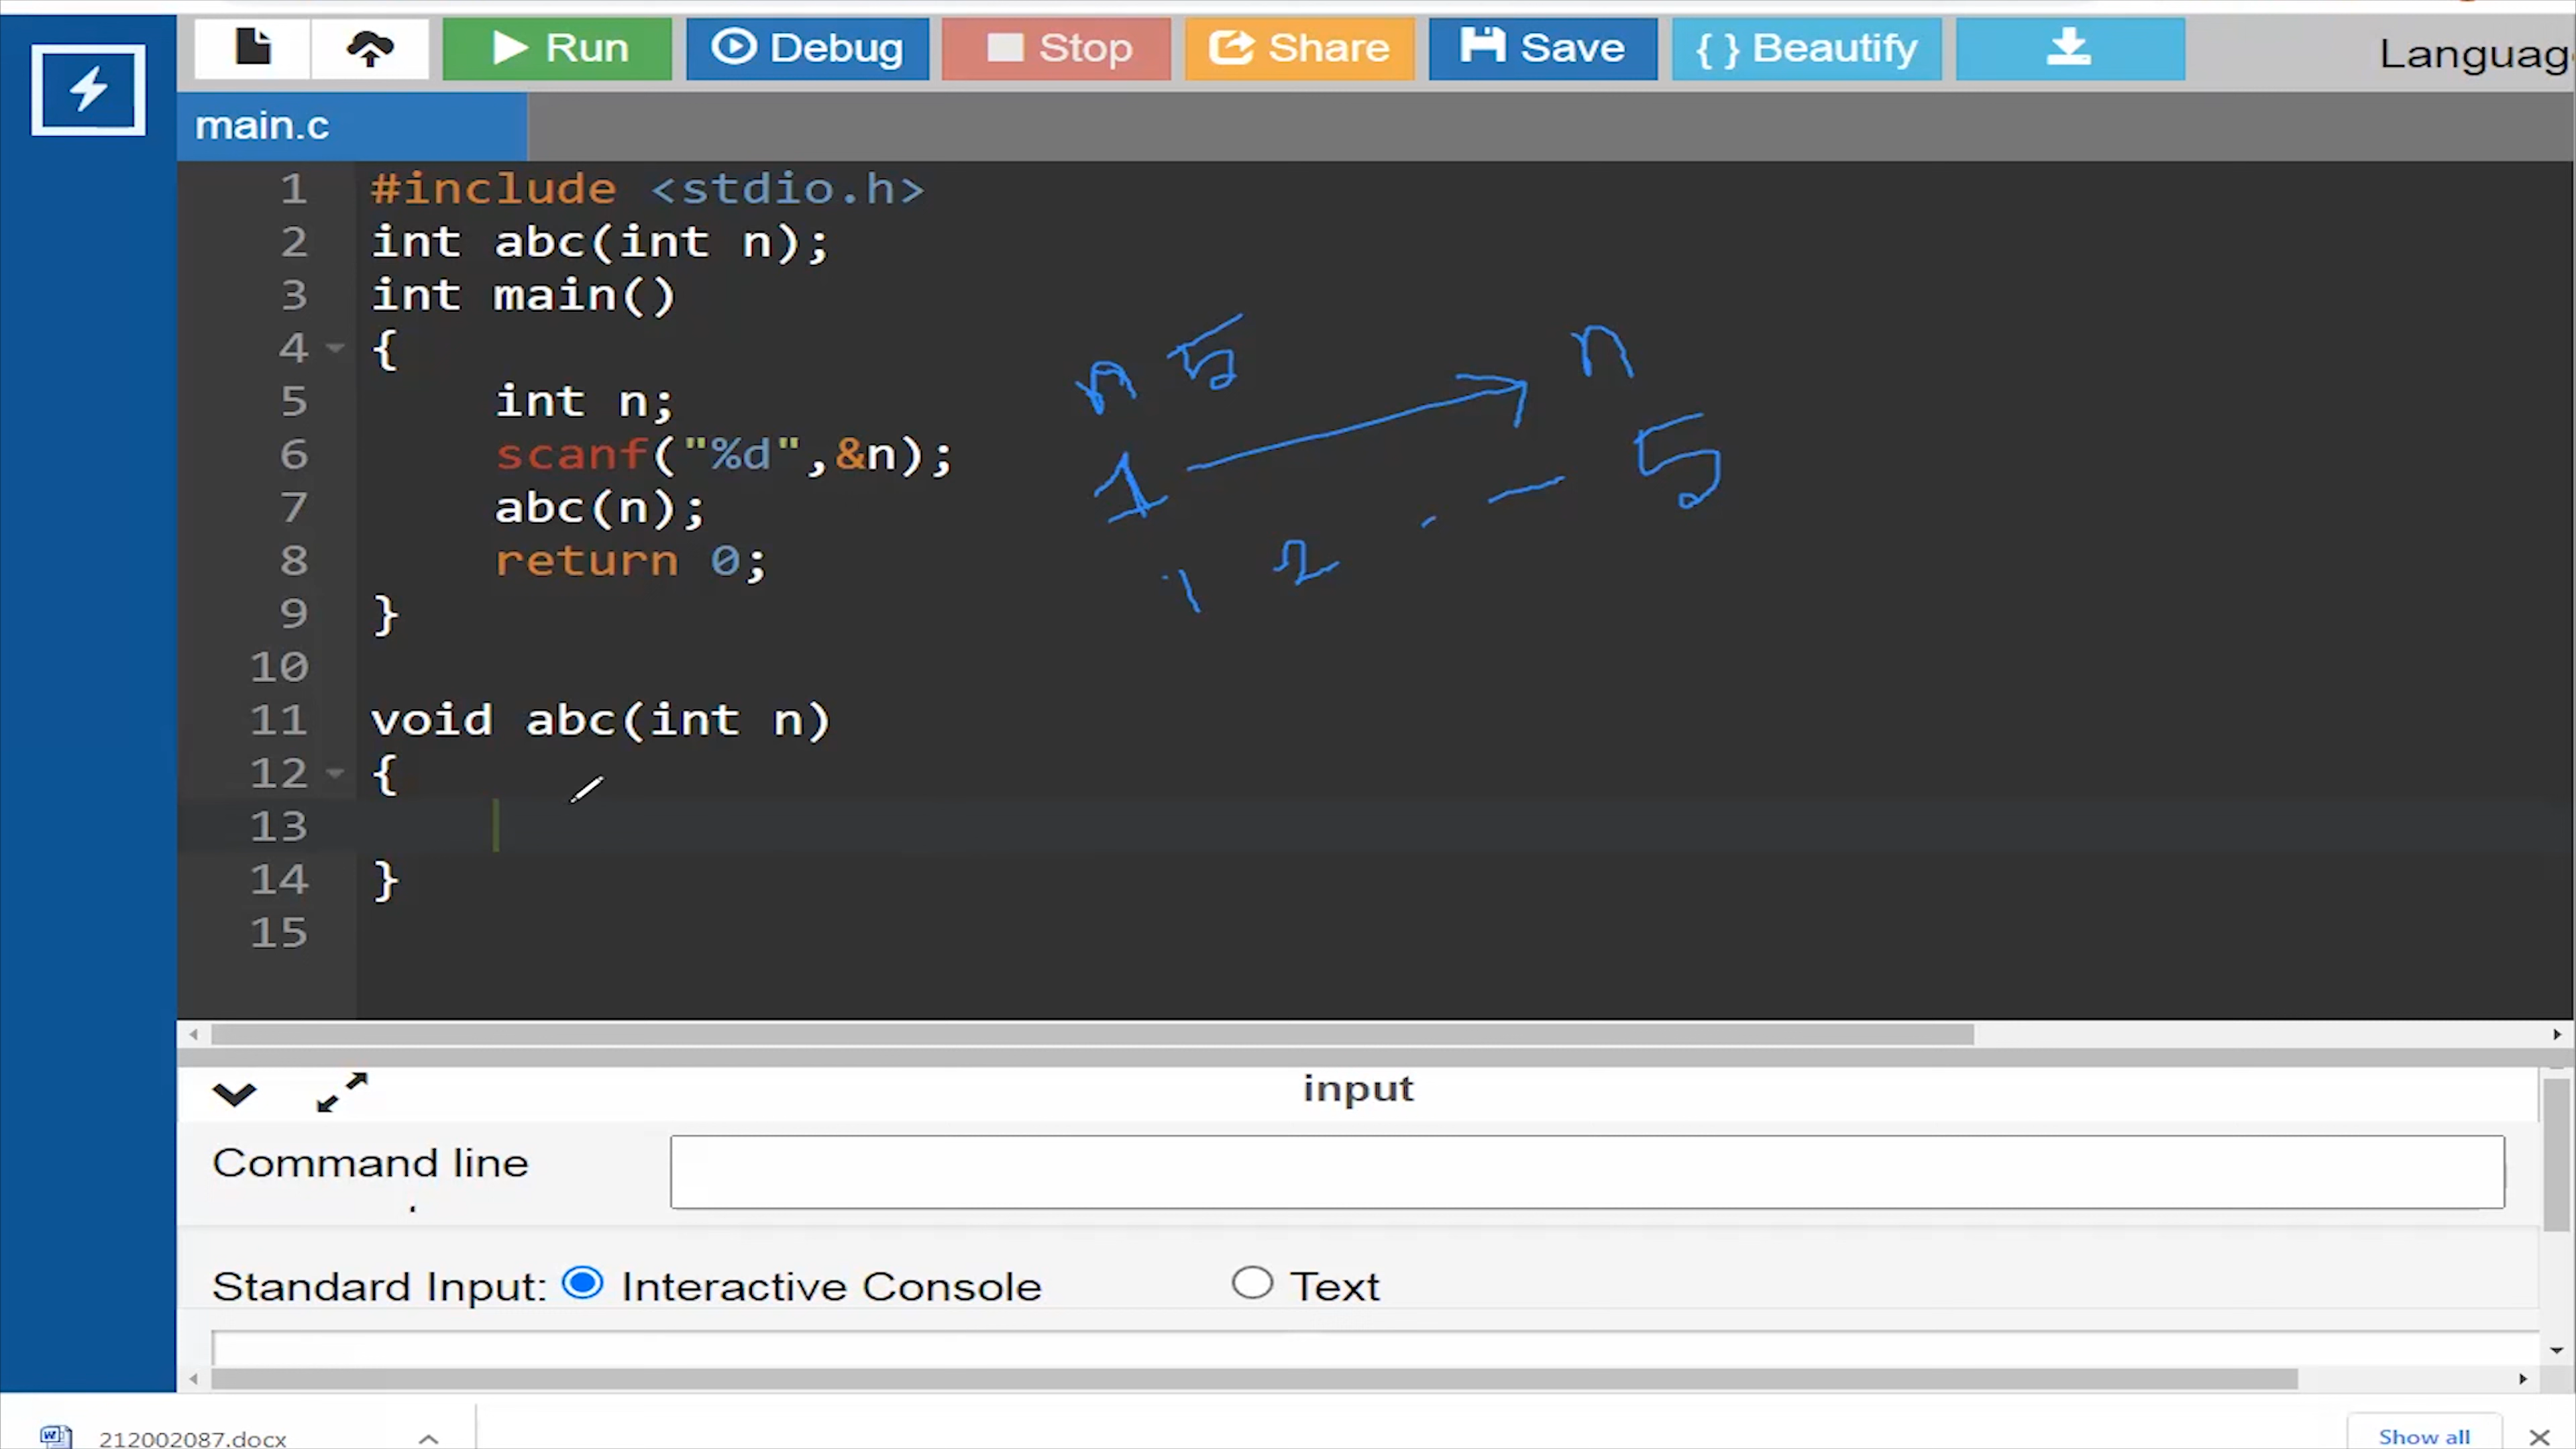 Run Debug Stop Share Save { } Beautify Languag
main.c
1 #include <stdio.h>
2 int abc(int n);
3 int main()
4 {
5 int n;
6 scanf("%d",&n);
7 abc(n);
8 return 0;
9 }
10
11 void abc(int n)
12 {
13
14 }
15
n 5
n
1
5
1 2 . —
input
Command line
Standard Input: Interactive Console Text
212002087.docx Show all